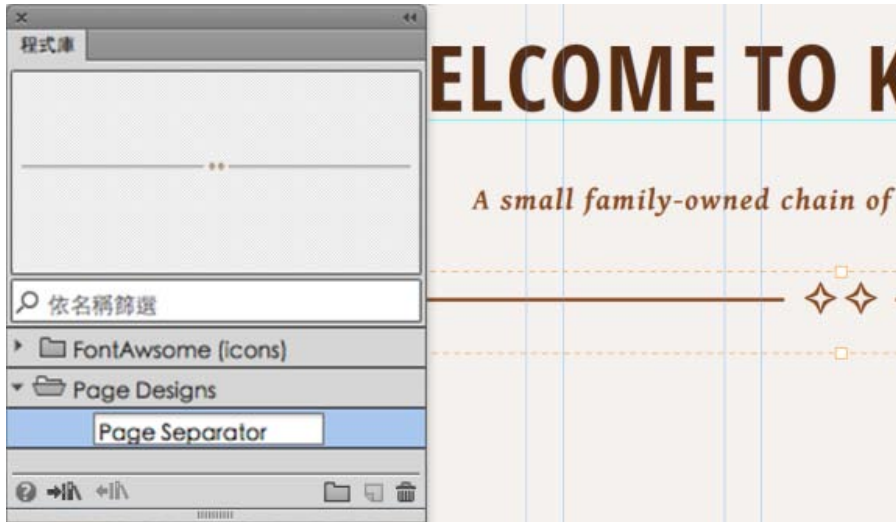 程式庫
依名稱篩選
FontAwsome (icons)
Page Designs
Page Separator
ELCOME TO K
A small family-owned chain of